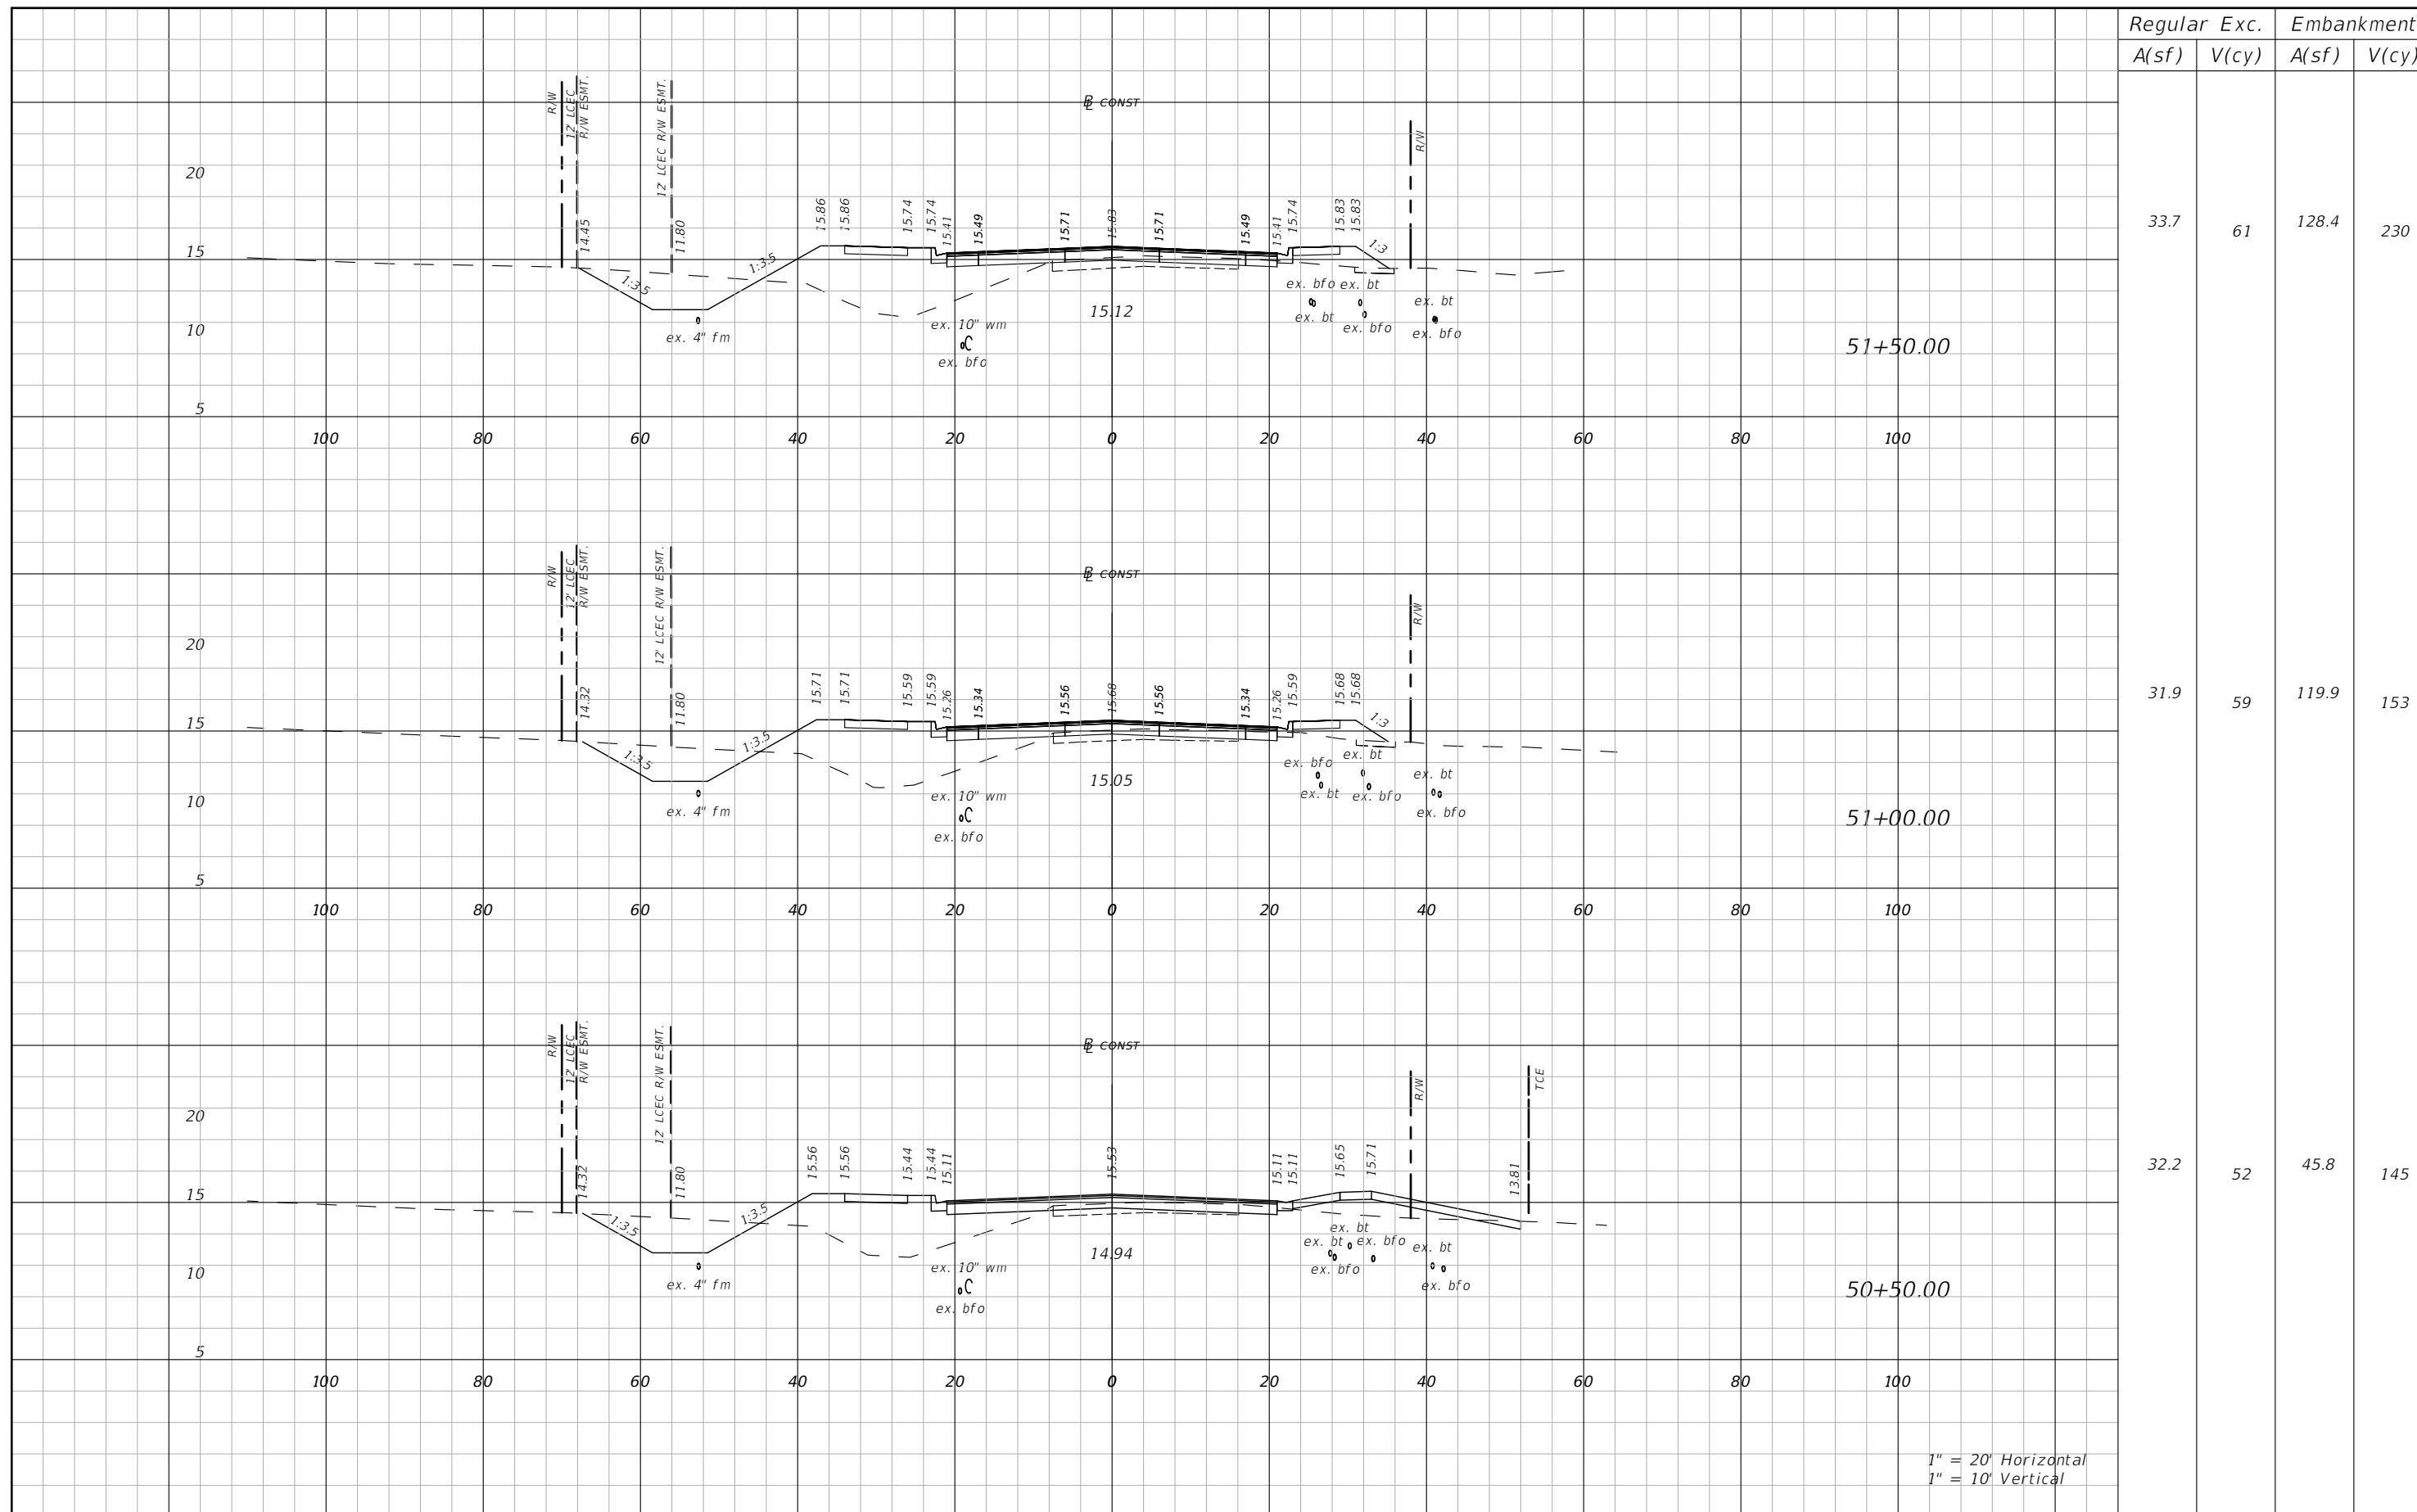 Regular Exc. Embankment
A(sf) V(cy) A(sf) V(cy)
R/W
12' LCEC
R/W ESMT.
12' LCEC R/W ESMT.
℄ CONST
R/W
20
15
10
5
14.45
11.80
1:3.5
1:3.5
15.86 15.86 15.74 15.74 15.41 15.49 15.71 15.83 15.71 15.49 15.41 15.74 15.83 15.83
1:3
15.12
ex. 4" fm
ex. 10" wm
ex. bfo
ex. bfo ex. bt
ex. bt
ex. bfo
ex. bt
ex. bfo
51+50.00
33.7 61 128.4 230
100 80 60 40 20 0 20 40 60 80 100
R/W
12' LCEC
R/W ESMT.
12' LCEC R/W ESMT.
℄ CONST
R/W
20
15
10
5
14.32
11.80
1:3.5
1:3.5
15.71 15.71 15.59 15.59 15.26 15.34 15.56 15.68 15.56 15.34 15.26 15.59 15.68 15.68
1:3
15.05
ex. 4" fm
ex. 10" wm
ex. bfo
ex. bfo ex. bt
ex. bt ex. bfo
ex. bt
ex. bfo
51+00.00
31.9 59 119.9 153
100 80 60 40 20 0 20 40 60 80 100
R/W
12' LCEC
R/W ESMT.
12' LCEC R/W ESMT.
℄ CONST
R/W
TCE
20
15
10
5
14.32
11.80
1:3.5
1:3.5
15.56 15.56 15.44 15.44 15.11 15.53 15.11 15.11 15.65 15.71 13.81
14.94
ex. 4" fm
ex. 10" wm
ex. bfo
ex. bt
ex. bt ex. bfo
ex. bfo
ex. bt
ex. bfo
50+50.00
32.2 52 45.8 145
100 80 60 40 20 0 20 40 60 80 100
1" = 20' Horizontal
1" = 10' Vertical